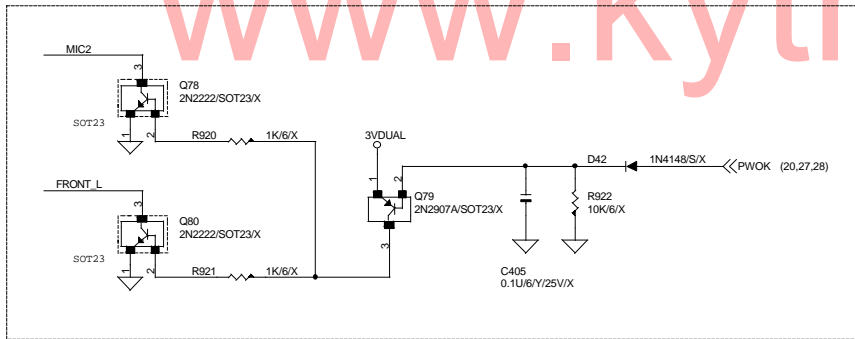 www.kyt
MIC2
3
Q78
2N2222/SOT23/X
SOT23
1
2
R920
1K/6/X
3VDUAL
D42
1N4148/S/X
PWOK (20,27,28)
FRONT_L
1
2
Q79
2N2907A/SOT23/X
R922
10K/6/X
3
Q80
2N2222/SOT23/X
3
SOT23
1
2
R921
1K/6/X
C405
0.1U/6/Y/25V/X